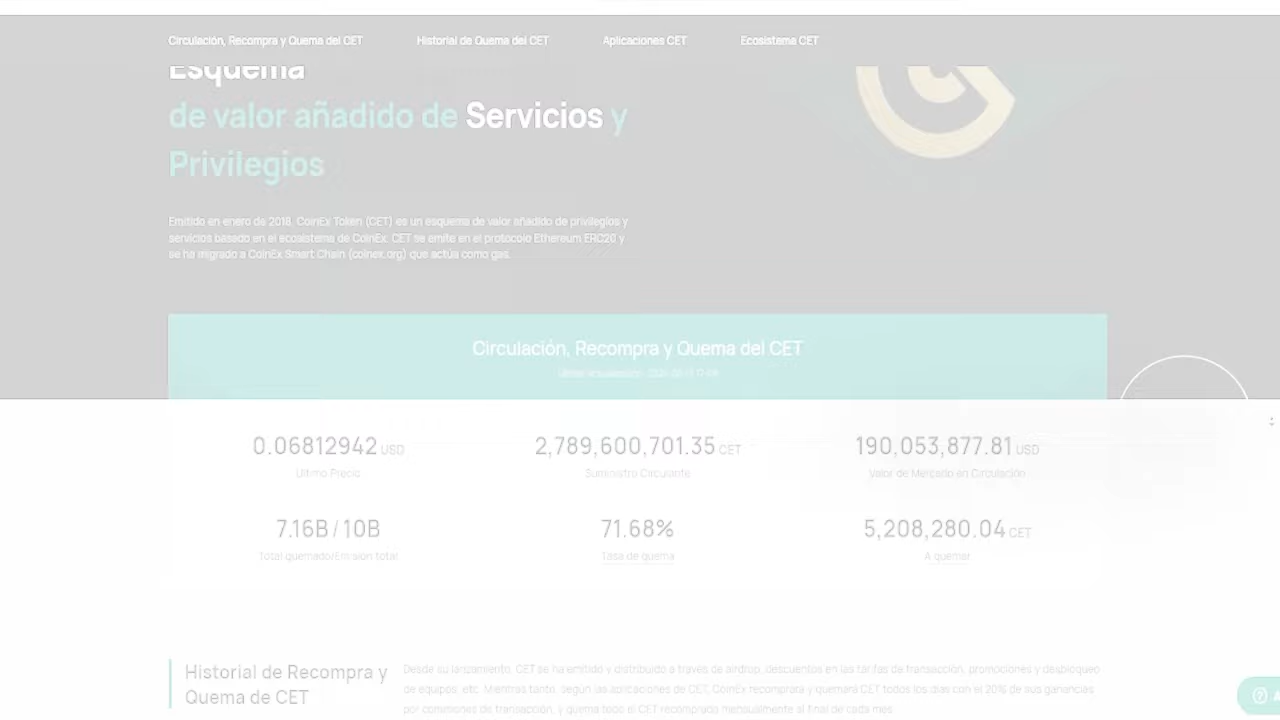 Circulación, Recompra y Quema del CET Historial de Quema del CET Aplicaciones CET Ecosistema CET
Esquema
de valor añadido de Servicios y
Privilegios
Emitido en enero de 2018, CoinEx Token (CET) es un esquema de valor añadido de privilegios y
servicios basado en el ecosistema de CoinEx. CET se emite en el protocolo Ethereum ERC20 y
se ha migrado a CoinEx Smart Chain (coinex.org) que actúa como gas.
Circulación, Recompra y Quema del CET
0.06812942 USD 2,789,600,701.35 CET 190,053,877.81 USD
Último Precio Suministro Circulante Valor de Mercado en Circulación
7.16B / 10B 71.68% 5,208,280.04 CET
Total quemado/Emisión total Tasa de quema A quemar
Historial de Recompra y
Quema de CET
Desde su lanzamiento, CET se ha emitido y distribuido a través de airdrop, descuentos en las tarifas de transacción, promociones y desbloqueo
de equipos, etc. Mientras tanto, según las aplicaciones de CET, CoinEx recomprará y quemará CET todos los días con el 20% de sus ganancias
por comisiones de transacción, y quema todo el CET recomprado mensualmente al final de cada mes.